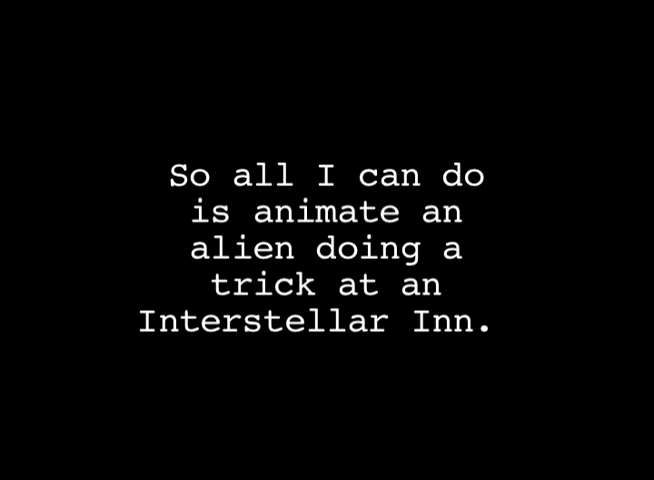 So all I can do
is animate an
alien doing a
trick at an
Interstellar Inn.